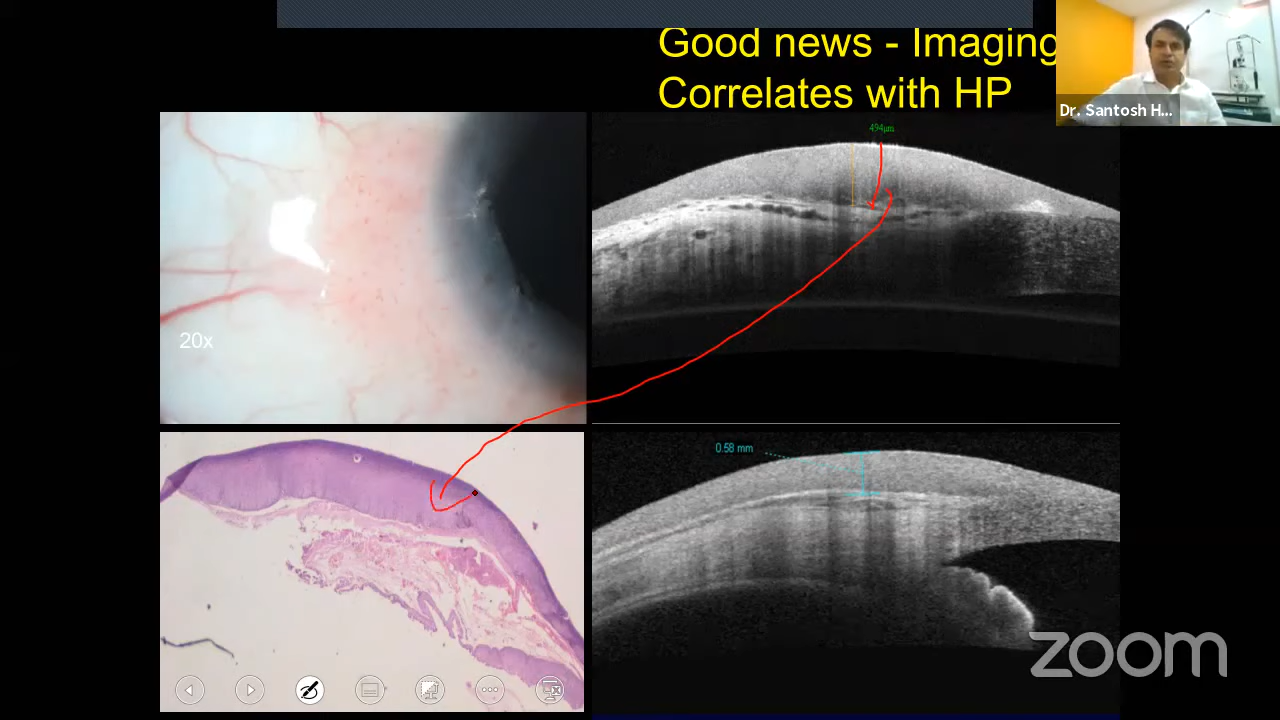 Good news - Imaging
Correlates with HP
Dr. Santosh H...
494µm
20x
0.58 mm
zoom